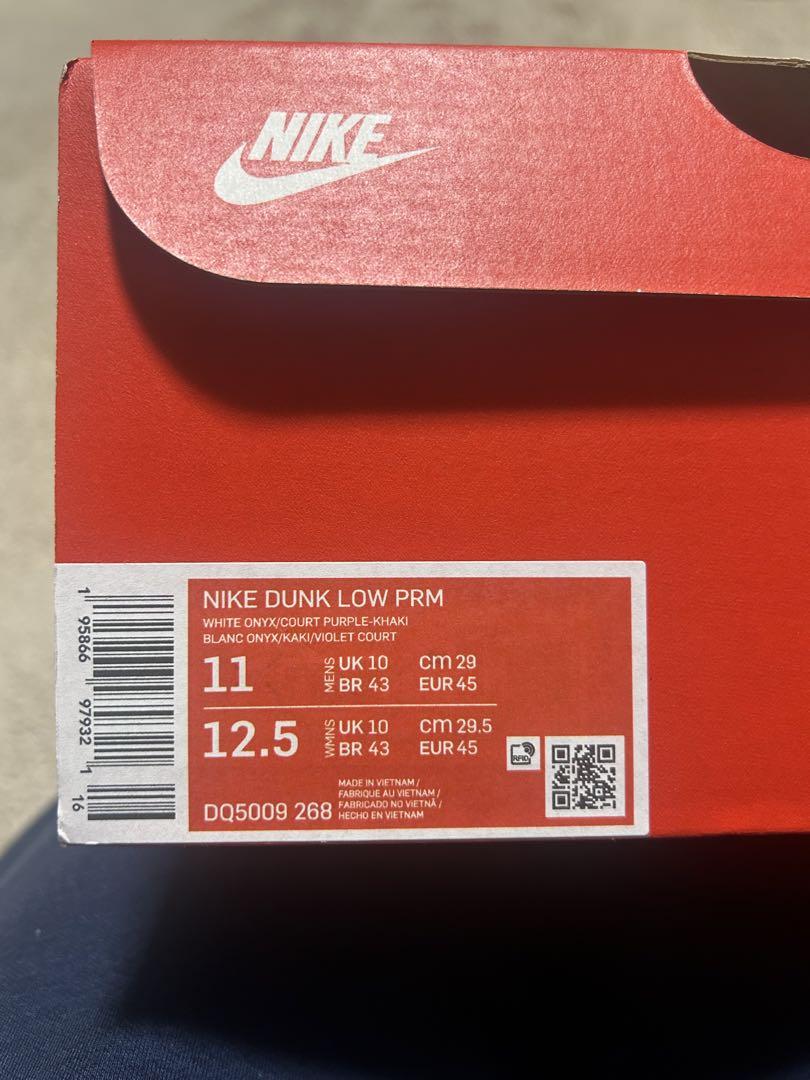 NIKE
NIKE DUNK LOW PRM
WHITE ONYX/COURT PURPLE-KHAKI
BLANC ONYX/KAKI/VIOLET COURT
11 MENS UK 10 cm 29
BR 43 EUR 45
12.5 WMNS UK 10 cm 29.5
BR 43 EUR 45
RFID
DQ5009 268
MADE IN VIETNAM /
FABRIQUE AU VIETNAM /
FABRICADO NO VIETNÃ /
HECHO EN VIETNAM
1 95866 97932 1 16